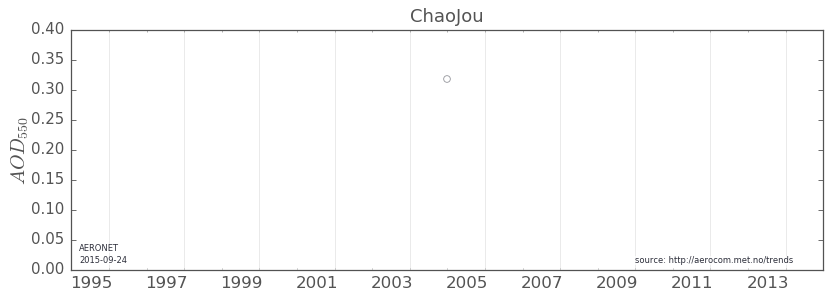 ChaoJou
0.40
0.35
0.30
0.25
0.20
0.15
0.10
0.05
0.00
AOD550
AERONET
2015-09-24
source: http://aerocom.met.no/trends
1995 1997 1999 2001 2003 2005 2007 2009 2011 2013